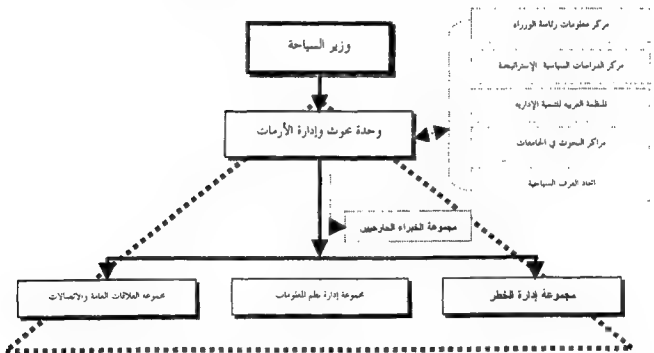 مركز معلومات رئاسة الوزراء
وزير السياحة
مركز الدراسات السياسية الإستراتيجية
المنظمة العربية للتنمية الإدارية
وحدة بحوث وإدارة الأزمات
مراكز البحوث في الجامعات
اتحاد الغرف السياحية
مجموعة الخبراء الخارجيين
مجموعة إدارة الخطر
مجموعة إدارة نظم المعلومات
مجموعة العلاقات العامة والاتصالات